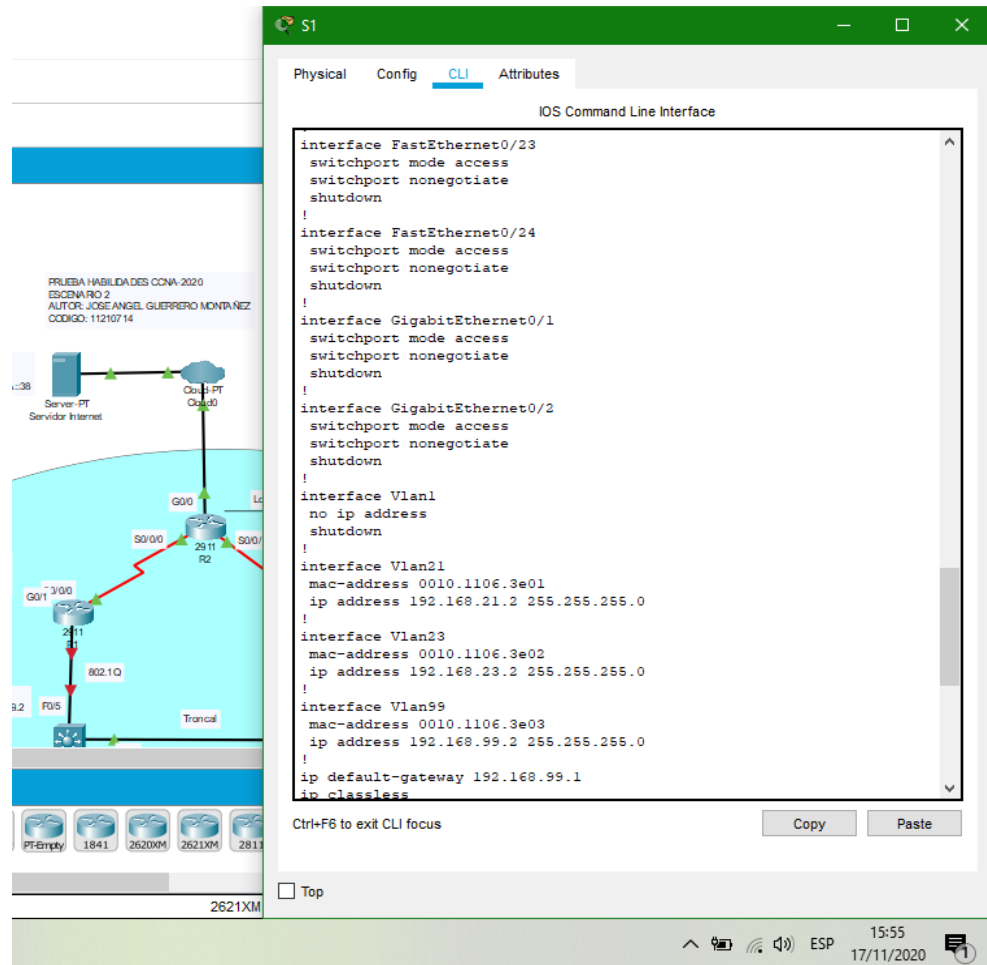 S1
Physical Config CLI Attributes
IOS Command Line Interface
interface FastEthernet0/23
switchport mode access
switchport nonegotiate
shutdown
!
interface FastEthernet0/24
switchport mode access
switchport nonegotiate
shutdown
!
interface GigabitEthernet0/1
switchport mode access
switchport nonegotiate
shutdown
!
interface GigabitEthernet0/2
switchport mode access
switchport nonegotiate
shutdown
!
interface Vlan1
no ip address
shutdown
!
interface Vlan21
mac-address 0010.1106.3e01
ip address 192.168.21.2 255.255.255.0
!
interface Vlan23
mac-address 0010.1106.3e02
ip address 192.168.23.2 255.255.255.0
!
interface Vlan99
mac-address 0010.1106.3e03
ip address 192.168.99.2 255.255.255.0
!
ip default-gateway 192.168.99.1
ip classless
Ctrl+F6 to exit CLI focus
Copy Paste
Top
PRUEBA HABILIDADES CCNA-2020
ESCENARIO 2
AUTOR: JOSE ANGEL GUERRERO MONTAÑEZ
CODIGO: 11210714
::38
Server-PT
Servidor Internet
Cloud-PT
Cloud0
G0/0
S0/0/0
2911
R2
S0/0/
G0/1
2911
802.1Q
9.2
F0/5
Troncal
PT-Empty 1841 2620XM 2621XM 2811
2621XM
ESP
15:55
17/11/2020
1